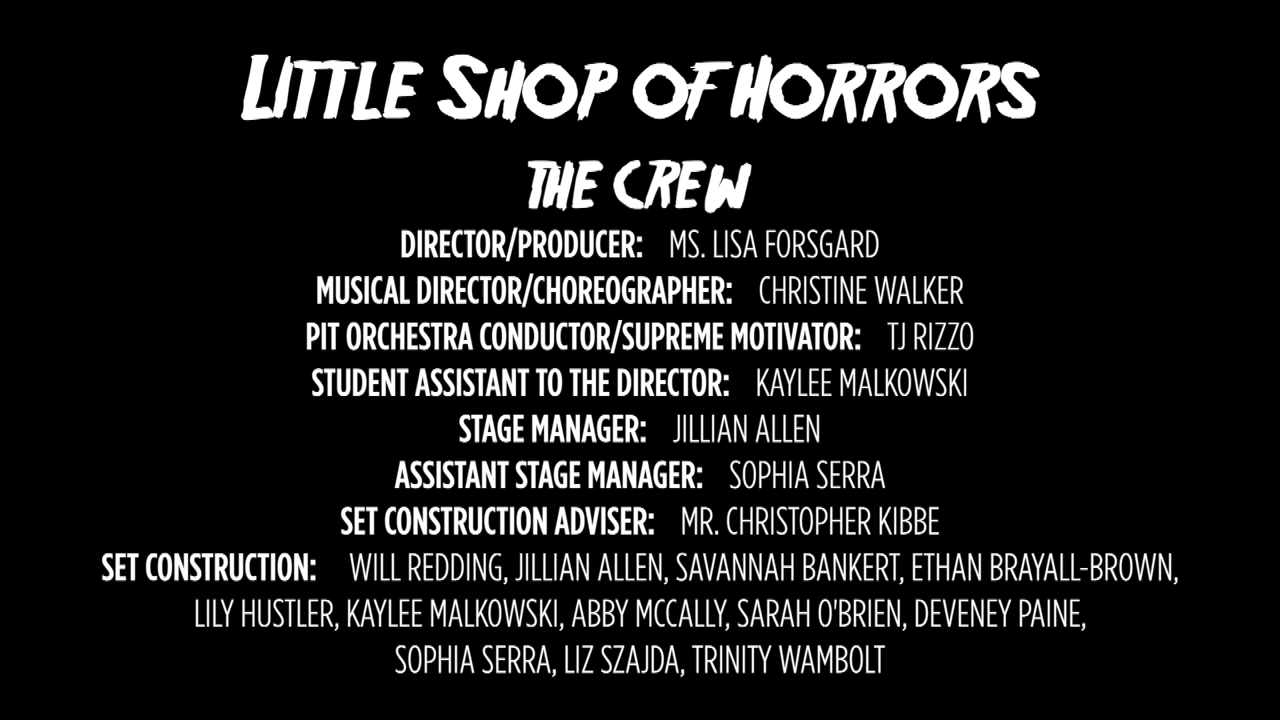 LITTLE SHOP OF HORRORS
THE CREW
DIRECTOR/PRODUCER: MS. LISA FORSGARD
MUSICAL DIRECTOR/CHOREOGRAPHER: CHRISTINE WALKER
PIT ORCHESTRA CONDUCTOR/SUPREME MOTIVATOR: TJ RIZZO
STUDENT ASSISTANT TO THE DIRECTOR: KAYLEE MALKOWSKI
STAGE MANAGER: JILLIAN ALLEN
ASSISTANT STAGE MANAGER: SOPHIA SERRA
SET CONSTRUCTION ADVISER: MR. CHRISTOPHER KIBBE
SET CONSTRUCTION: WILL REDDING, JILLIAN ALLEN, SAVANNAH BANKERT, ETHAN BRAYALL-BROWN,
LILY HUSTLER, KAYLEE MALKOWSKI, ABBY MCCALLY, SARAH O'BRIEN, DEVENEY PAINE,
SOPHIA SERRA, LIZ SZAJDA, TRINITY WAMBOLT